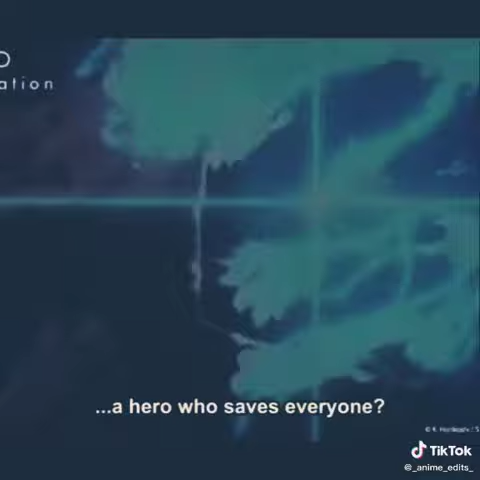 O
ation
...a hero who saves everyone?
TikTok
@_anime_edits_